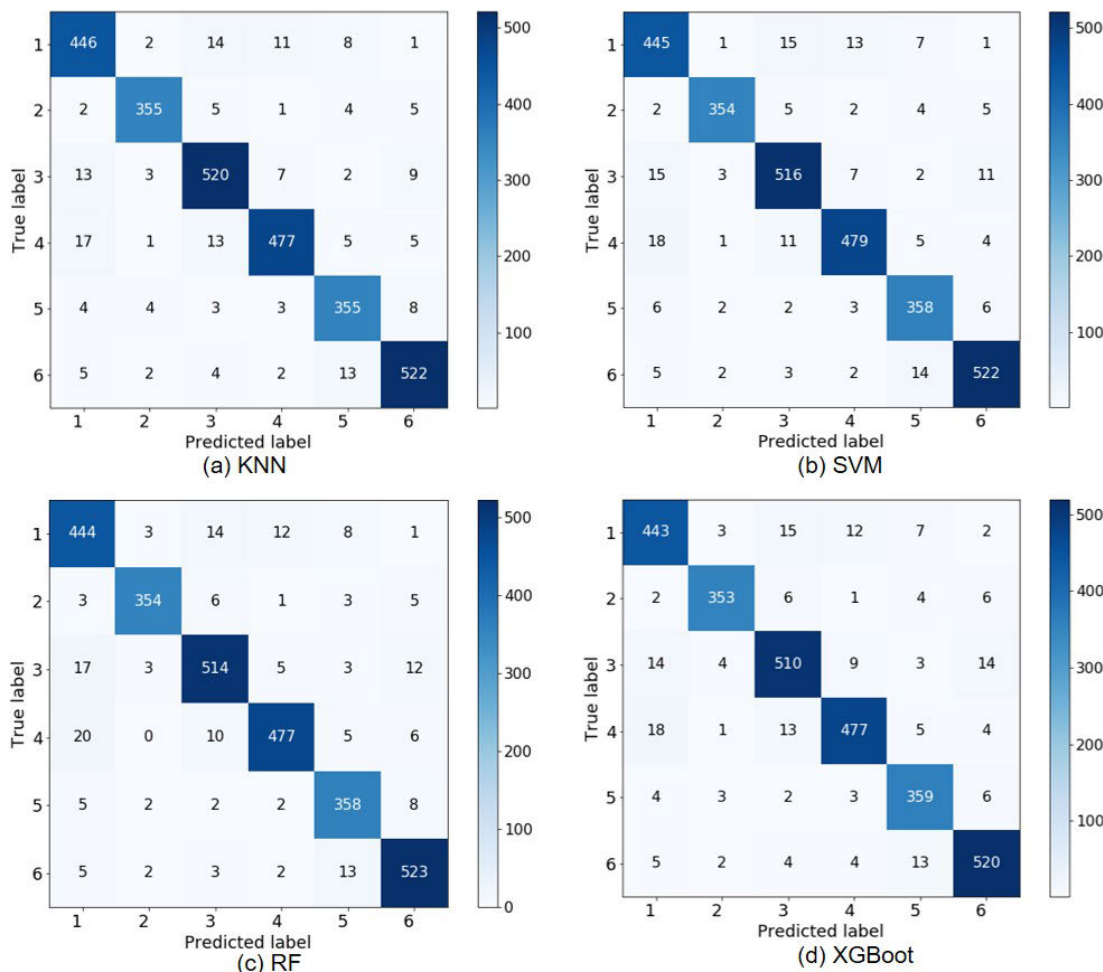 1 446 2 14 11 8 1
2 2 355 5 1 4 5
3 13 3 520 7 2 9
4 17 1 13 477 5 5
5 4 4 3 3 355 8
6 5 2 4 2 13 522
1 2 3 4 5 6
True label
Predicted label
500
400
300
200
100
(a) KNN
1 445 1 15 13 7 1
2 2 354 5 2 4 5
3 15 3 516 7 2 11
4 18 1 11 479 5 4
5 6 2 2 3 358 6
6 5 2 3 2 14 522
1 2 3 4 5 6
True label
Predicted label
500
400
300
200
100
(b) SVM
1 444 3 14 12 8 1
2 3 354 6 1 3 5
3 17 3 514 5 3 12
4 20 0 10 477 5 6
5 5 2 2 2 358 8
6 5 2 3 2 13 523
1 2 3 4 5 6
True label
Predicted label
500
400
300
200
100
0
(c) RF
1 443 3 15 12 7 2
2 2 353 6 1 4 6
3 14 4 510 9 3 14
4 18 1 13 477 5 4
5 4 3 2 3 359 6
6 5 2 4 4 13 520
1 2 3 4 5 6
True label
Predicted label
500
400
300
200
100
(d) XGBoot